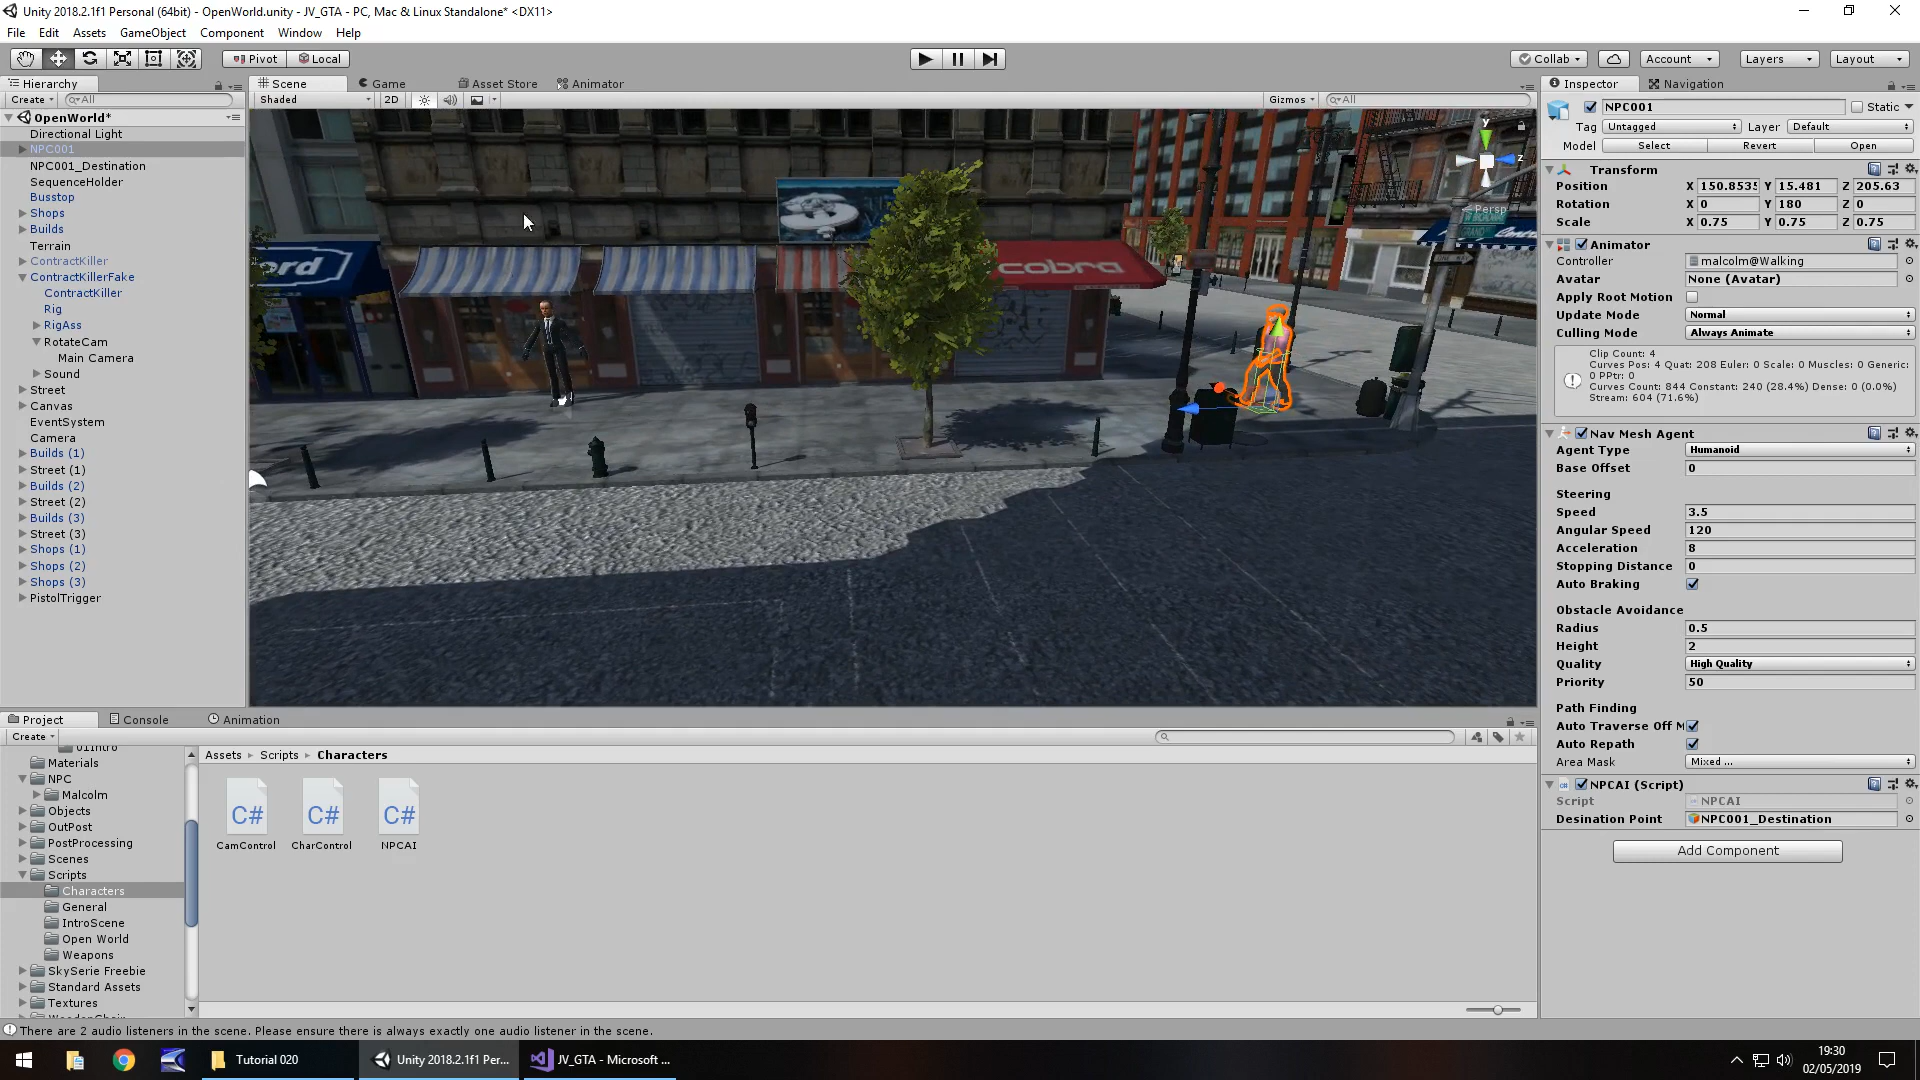 Unity 2018.2.1f1 Personal (64bit) - OpenWorld.unity - JV_GTA - PC, Mac & Linux Standalone* <DX11>
File Edit Assets GameObject Component Window Help
Pivot Local Collab Account Layers Layout
Hierarchy
Create All
OpenWorld*
Directional Light
NPC001
NPC001_Destination
SequenceHolder
Busstop
Shops
Builds
Terrain
ContractKiller
ContractKillerFake
ContractKiller
Rig
RigAss
RotateCam
Main Camera
Sound
Street
Canvas
EventSystem
Camera
Builds (1)
Street (1)
Builds (2)
Street (2)
Builds (3)
Street (3)
Shops (1)
Shops (2)
Shops (3)
PistolTrigger
Scene Game Asset Store Animator
Shaded 2D Gizmos All
y
z
Persp
ord
cobra
GRAND
Inspector Navigation
NPC001 Static
Tag Untagged Layer Default
Model Select Revert Open
Transform
Position X 150.8535 Y 15.481 Z 205.63
Rotation X 0 Y 180 Z 0
Scale X 0.75 Y 0.75 Z 0.75
Animator
Controller malcolm@Walking
Avatar None (Avatar)
Apply Root Motion
Update Mode Normal
Culling Mode Always Animate
Clip Count: 4
Curves Pos: 4 Quat: 208 Euler: 0 Scale: 0 Muscles: 0 Generic:
0 PPtr: 0
Curves Count: 844 Constant: 240 (28.4%) Dense: 0 (0.0%)
Stream: 604 (71.6%)
Nav Mesh Agent
Agent Type Humanoid
Base Offset 0
Steering
Speed 3.5
Angular Speed 120
Acceleration 8
Stopping Distance 0
Auto Braking
Obstacle Avoidance
Radius 0.5
Height 2
Quality High Quality
Priority 50
Path Finding
Auto Traverse Off M
Auto Repath
Area Mask Mixed ...
NPCAI (Script)
Script NPCAI
Desination Point NPC001_Destination
Add Component
Project Console Animation
Create
01Intro
Materials
NPC
Malcolm
Objects
OutPost
PostProcessing
Scenes
Scripts
Characters
General
IntroScene
Open World
Weapons
SkySerie Freebie
Standard Assets
Textures
WoodenChair
Assets Scripts Characters
C# C# C#
CamControl CharControl NPCAI
There are 2 audio listeners in the scene. Please ensure there is always exactly one audio listener in the scene.
Tutorial 020 Unity 2018.2.1f1 Per... JV_GTA - Microsoft ...
19:30
02/05/2019